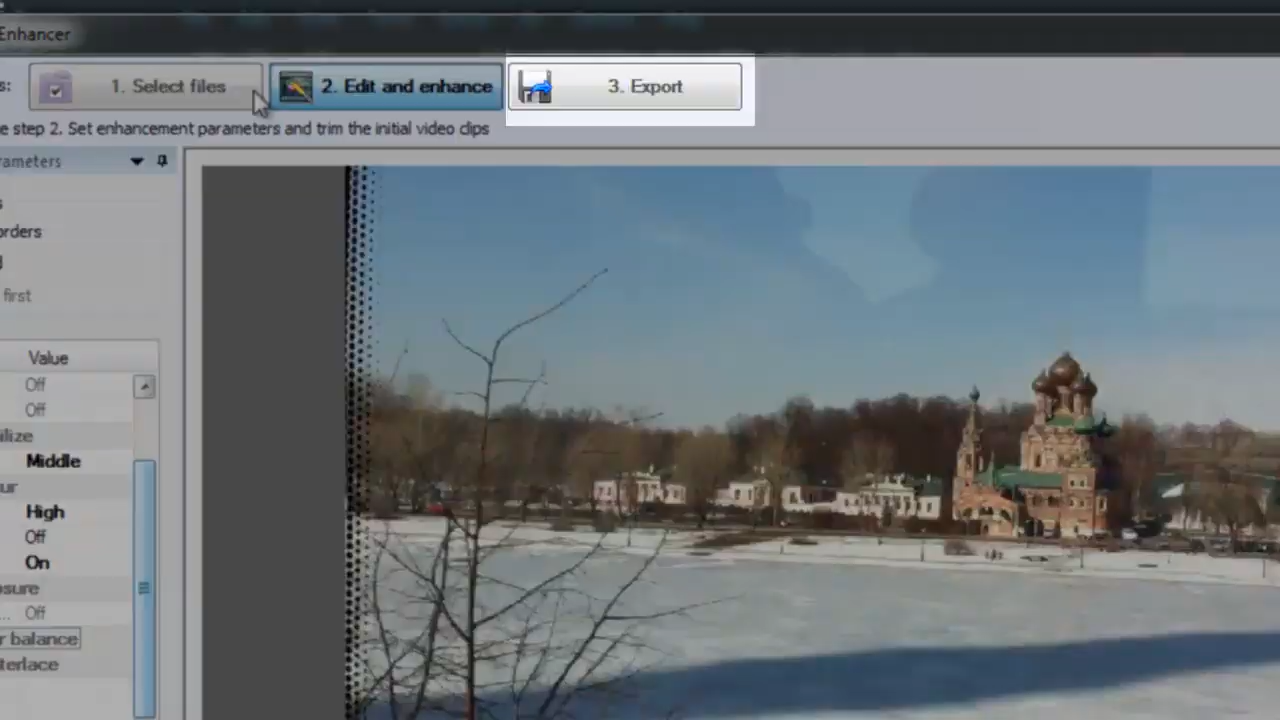 Enhancer
s:
1. Select files
2. Edit and enhance
3. Export
e step 2. Set enhancement parameters and trim the initial video clips
rameters
s
orders
first
Value
Off
Off
ilize
Middle
ur
High
Off
On
osure
... Off
r balance
terlace